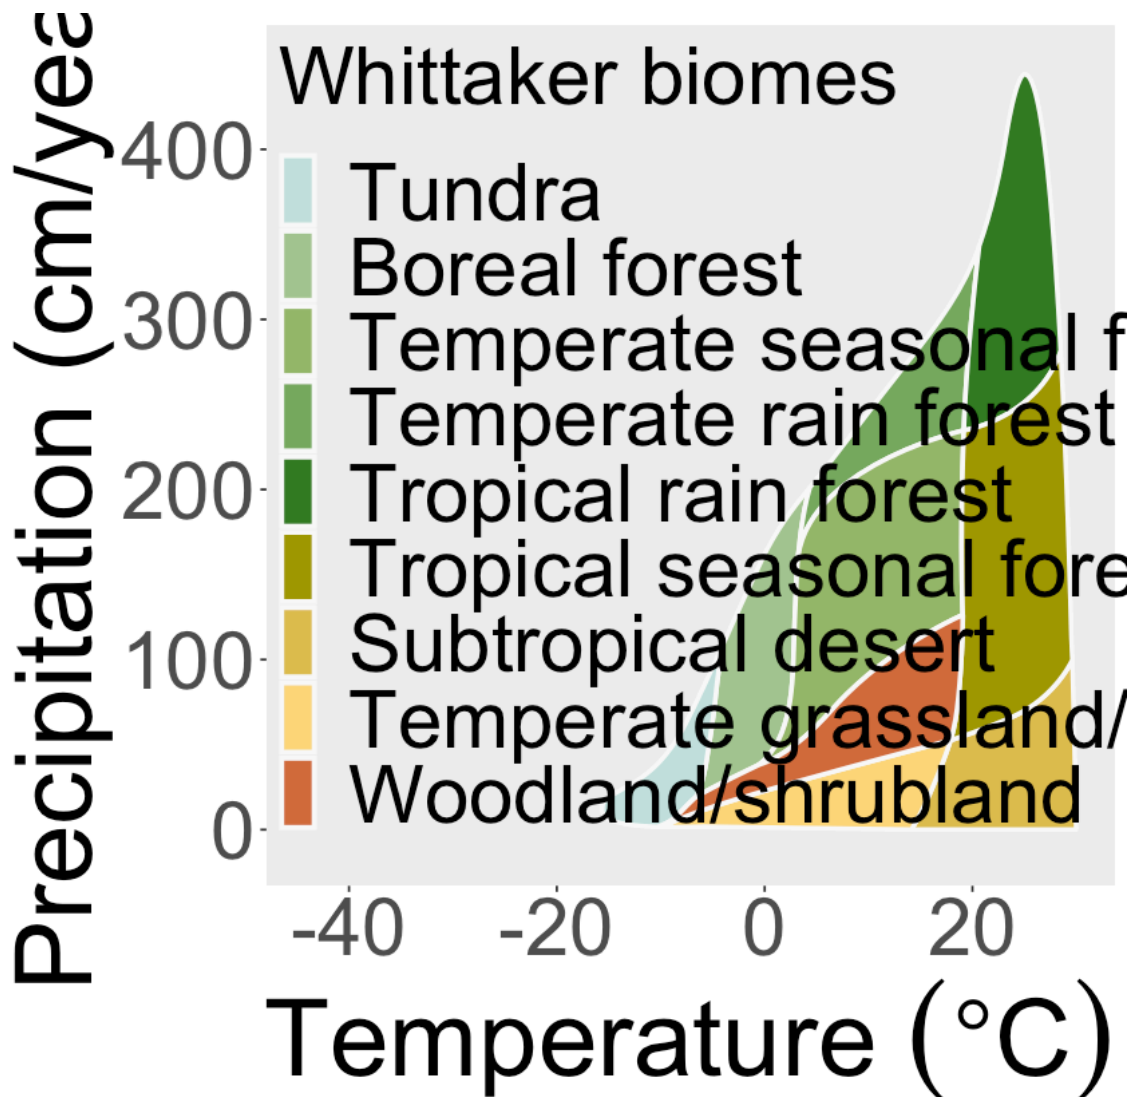 Whittaker biomes
Tundra
Boreal forest
Temperate seasonal f
Temperate rain forest
Tropical rain forest
Tropical seasonal fore
Subtropical desert
Temperate grassland/
Woodland/shrubland
400
300
200
100
0
Precipitation (cm/yea
-40 -20 0 20
Temperature (°C)